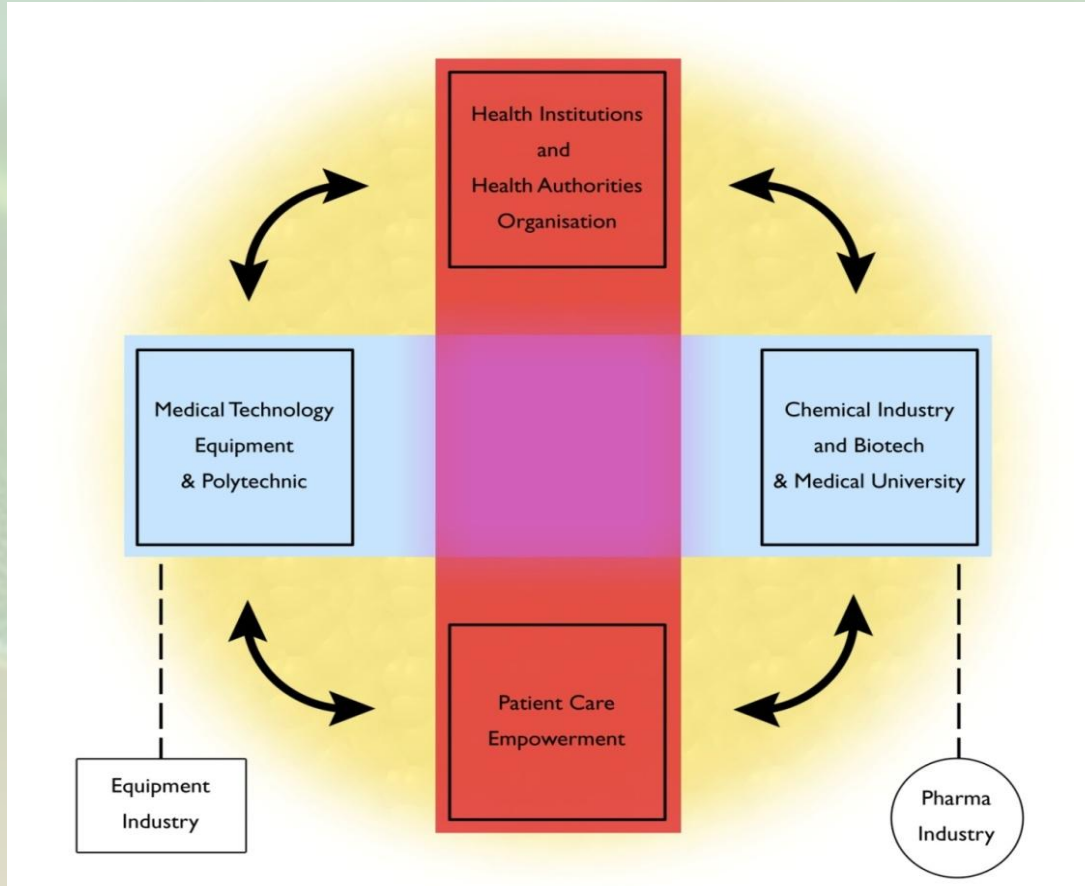 Health Institutions
and
Health Authorities
Organisation
Medical Technology
Equipment
& Polytechnic
Chemical Industry
and Biotech
& Medical University
Patient Care
Empowerment
Equipment
Industry
Pharma
Industry